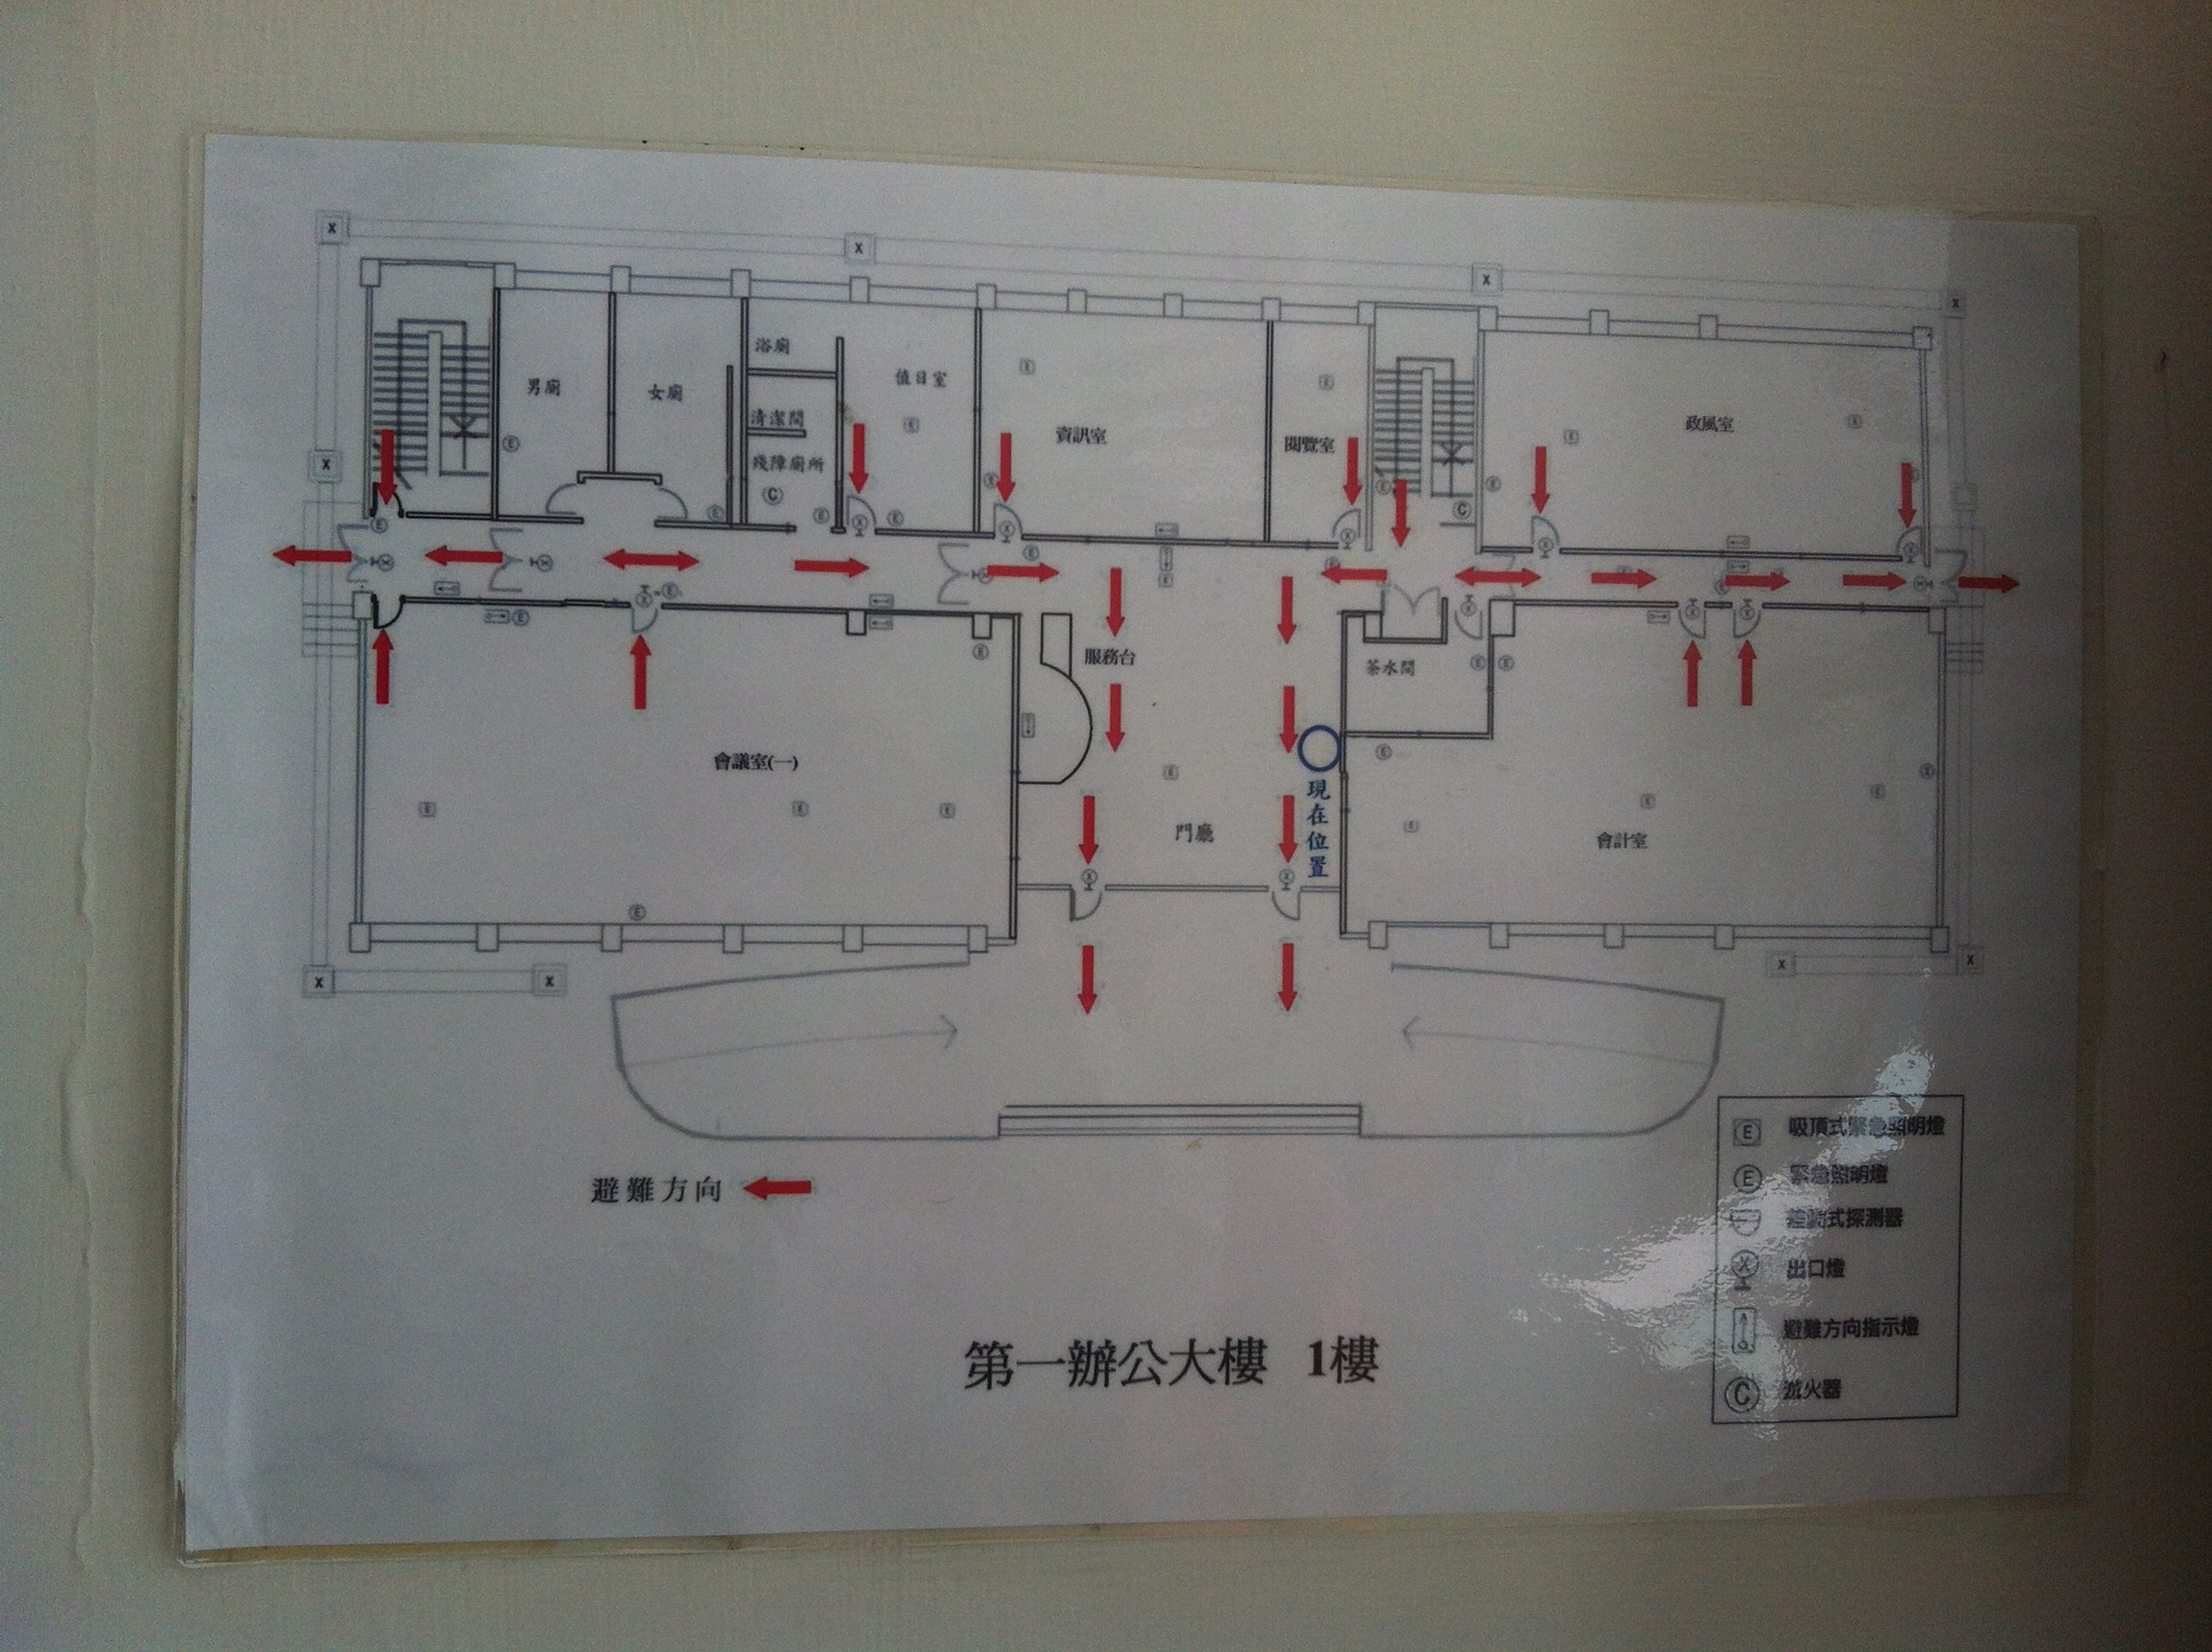 X
X
X
X
浴廁
值日室
男廁
女廁
清潔間
資訊室
閱覽室
政風室
殘障廁所
X
服務台
茶水間
會議室(一)
現在位置
門廳
會計室
X
X
X
X
避難方向
E 吸頂式緊急照明燈
E 緊急照明燈
差動式探測器
X 出口燈
避難方向指示燈
C 滅火器
第一辦公大樓 1樓